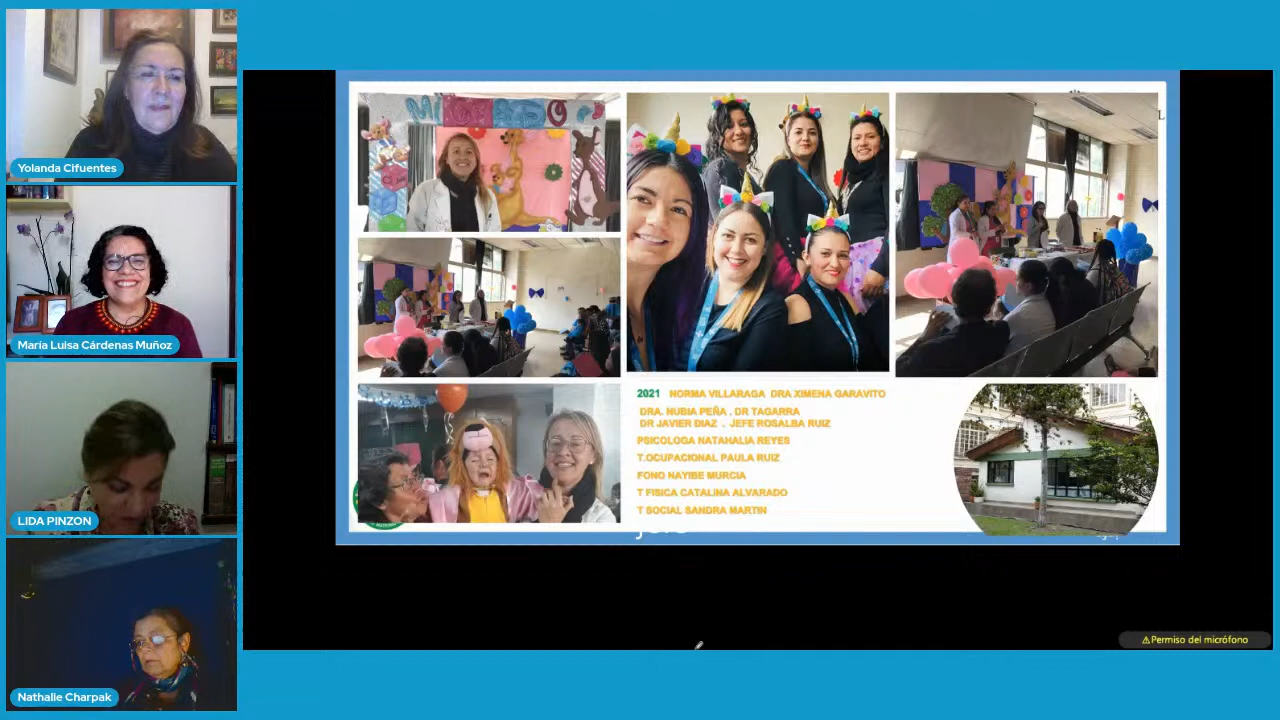 Yolanda Cifuentes
María Luisa Cárdenas Muñoz
LIDA PINZON
Nathalie Charpak
2021 NORMA VILLARAGA DRA XIMENA GARAVITO
DRA. NUBIA PEÑA . DR TAGARRA
DR JAVIER DIAZ . JEFE ROSALBA RUIZ
PSICOLOGA NATAHALIA REYES
T.OCUPACIONAL PAULA RUIZ
FONO NAYIBE MURCIA
T FISICA CATALINA ALVARADO
T SOCIAL SANDRA MARTIN
⚠Permiso del micrófono